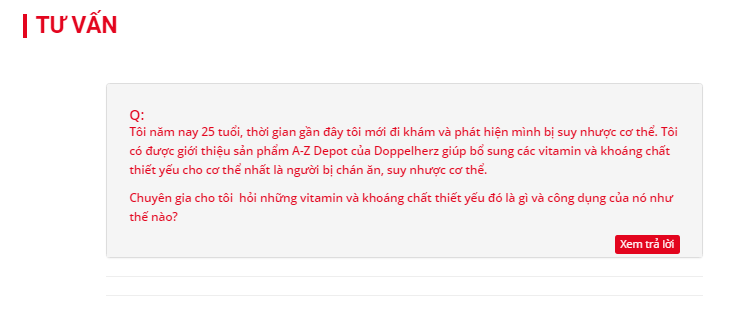 TƯ VẤN
Q:
Tôi năm nay 25 tuổi, thời gian gần đây tôi mới đi khám và phát hiện mình bị suy nhược cơ thể. Tôi
có được giới thiệu sản phẩm A-Z Depot của Doppelherz giúp bổ sung các vitamin và khoáng chất
thiết yếu cho cơ thể nhất là người bị chán ăn, suy nhược cơ thể.
Chuyên gia cho tôi  hỏi những vitamin và khoáng chất thiết yếu đó là gì và công dụng của nó như
thế nào?
Xem trả lời